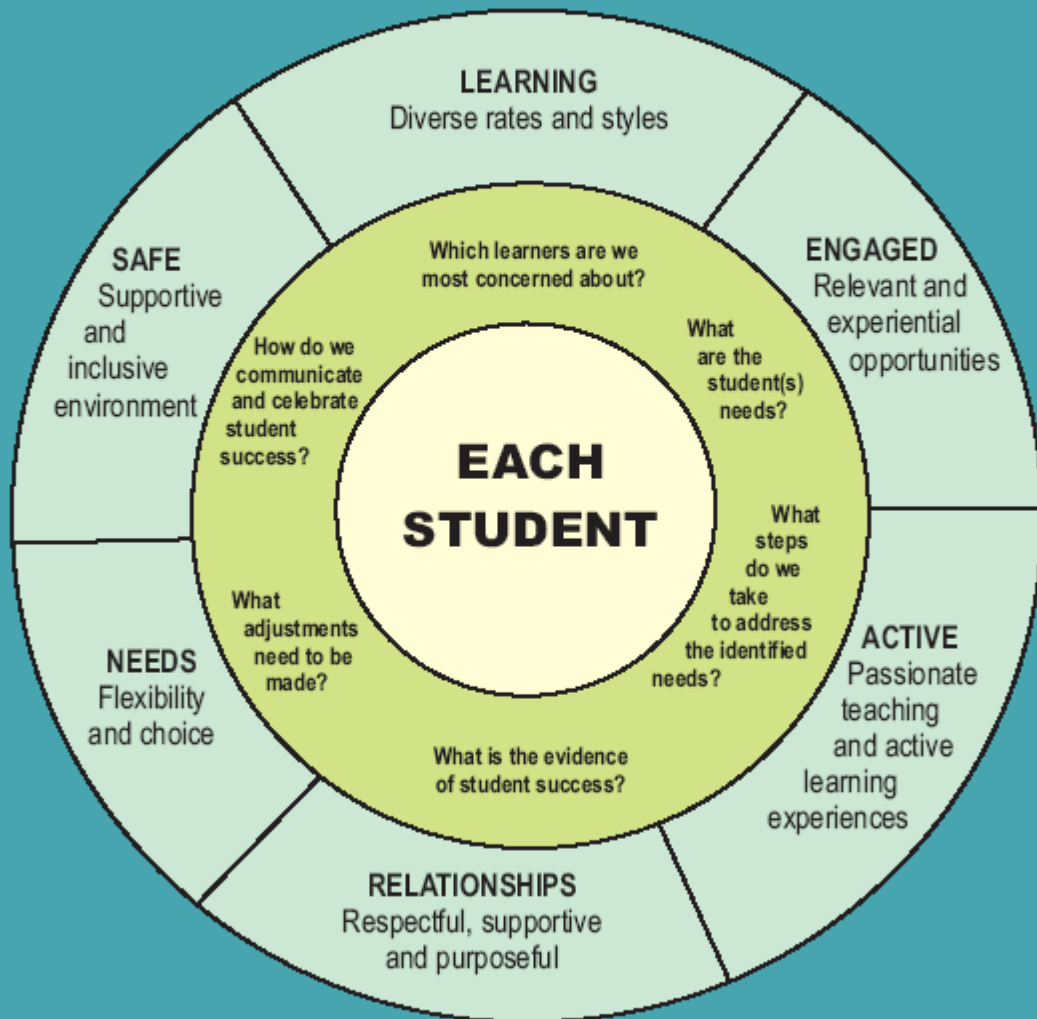 LEARNING
Diverse rates and styles
ENGAGED
Relevant and
experiential
opportunities
ACTIVE
Passionate
teaching
and active
learning
experiences
RELATIONSHIPS
Respectful, supportive
and purposeful
NEEDS
Flexibility
and choice
SAFE
Supportive
and
inclusive
environment
Which learners are we
most concerned about?
What
are the
student(s)
needs?
What
steps
do we
take
to address
the identified
needs?
What is the evidence
of student success?
What
adjustments
need to be
made?
How do we
communicate
and celebrate
student
success?
EACH
STUDENT